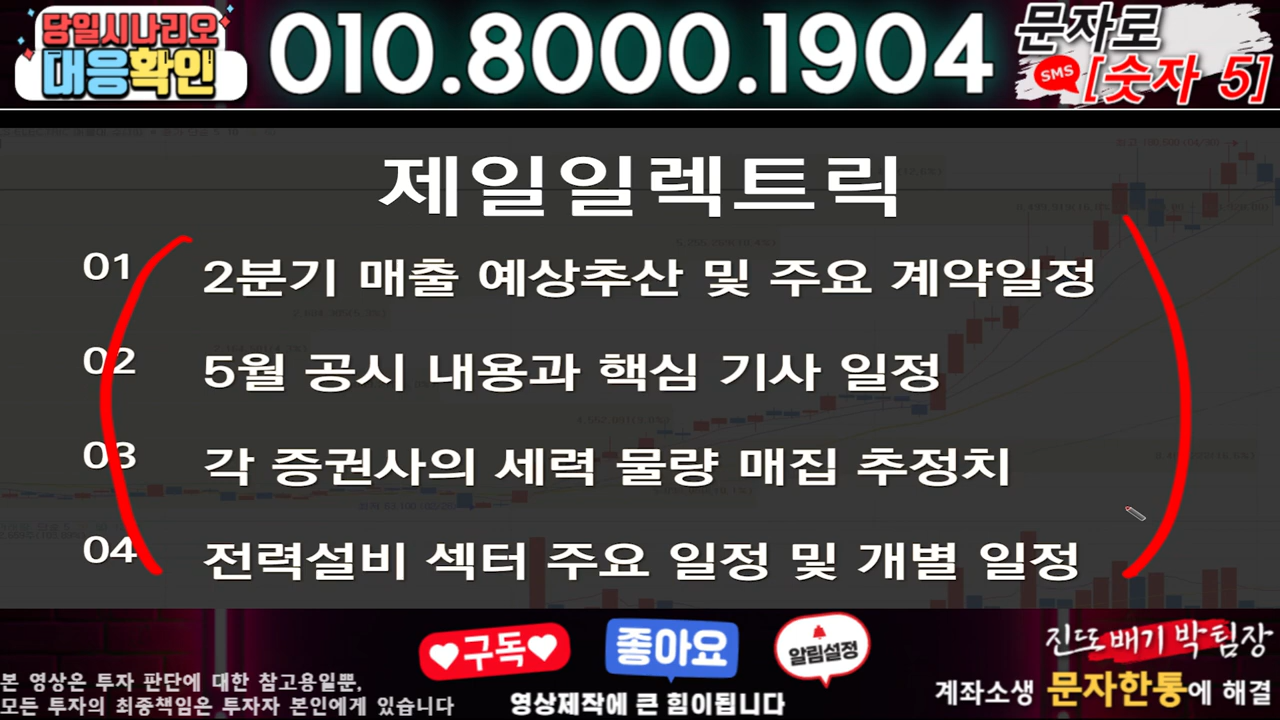 당일시나리오
대응확인
010.8000.1904
문자로
SMS
[숫자 5]
제일일렉트릭
01 2분기 매출 예상추산 및 주요 계약일정
02 5월 공시 내용과 핵심 기사 일정
03 각 증권사의 세력 물량 매집 추정치
04 전력설비 섹터 주요 일정 및 개별 일정
본 영상은 투자 판단에 대한 참고용일뿐,
모든 투자의 최종책임은 투자자 본인에게 있습니다
구독
좋아요
알림설정
영상제작에 큰 힘이됩니다
진또배기 박팀장
계좌소생 문자한통에 해결